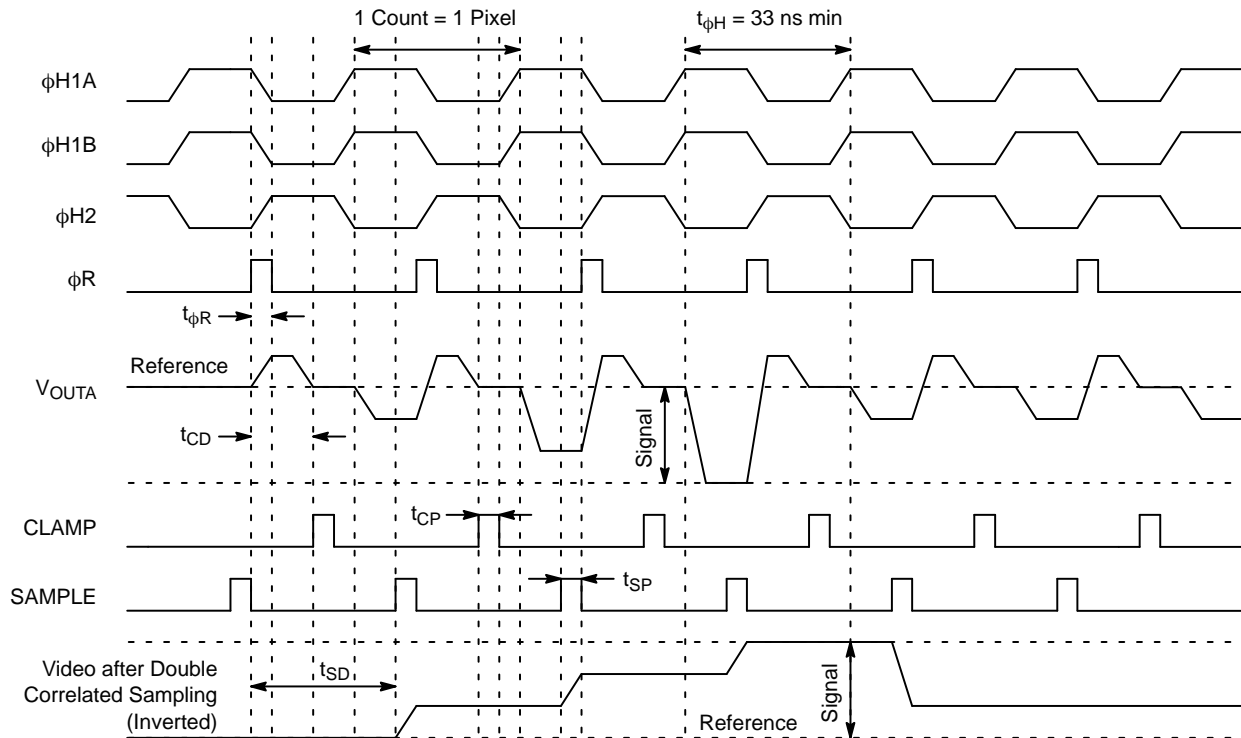 1 Count = 1 Pixel
tϕH = 33 ns min
ϕH1A
ϕH1B
ϕH2
ϕR
tϕR
Reference
VOUTA
tCD
Signal
CLAMP
tCP
SAMPLE
tSP
Video after Double
Correlated Sampling
(Inverted)
tSD
Reference
Signal